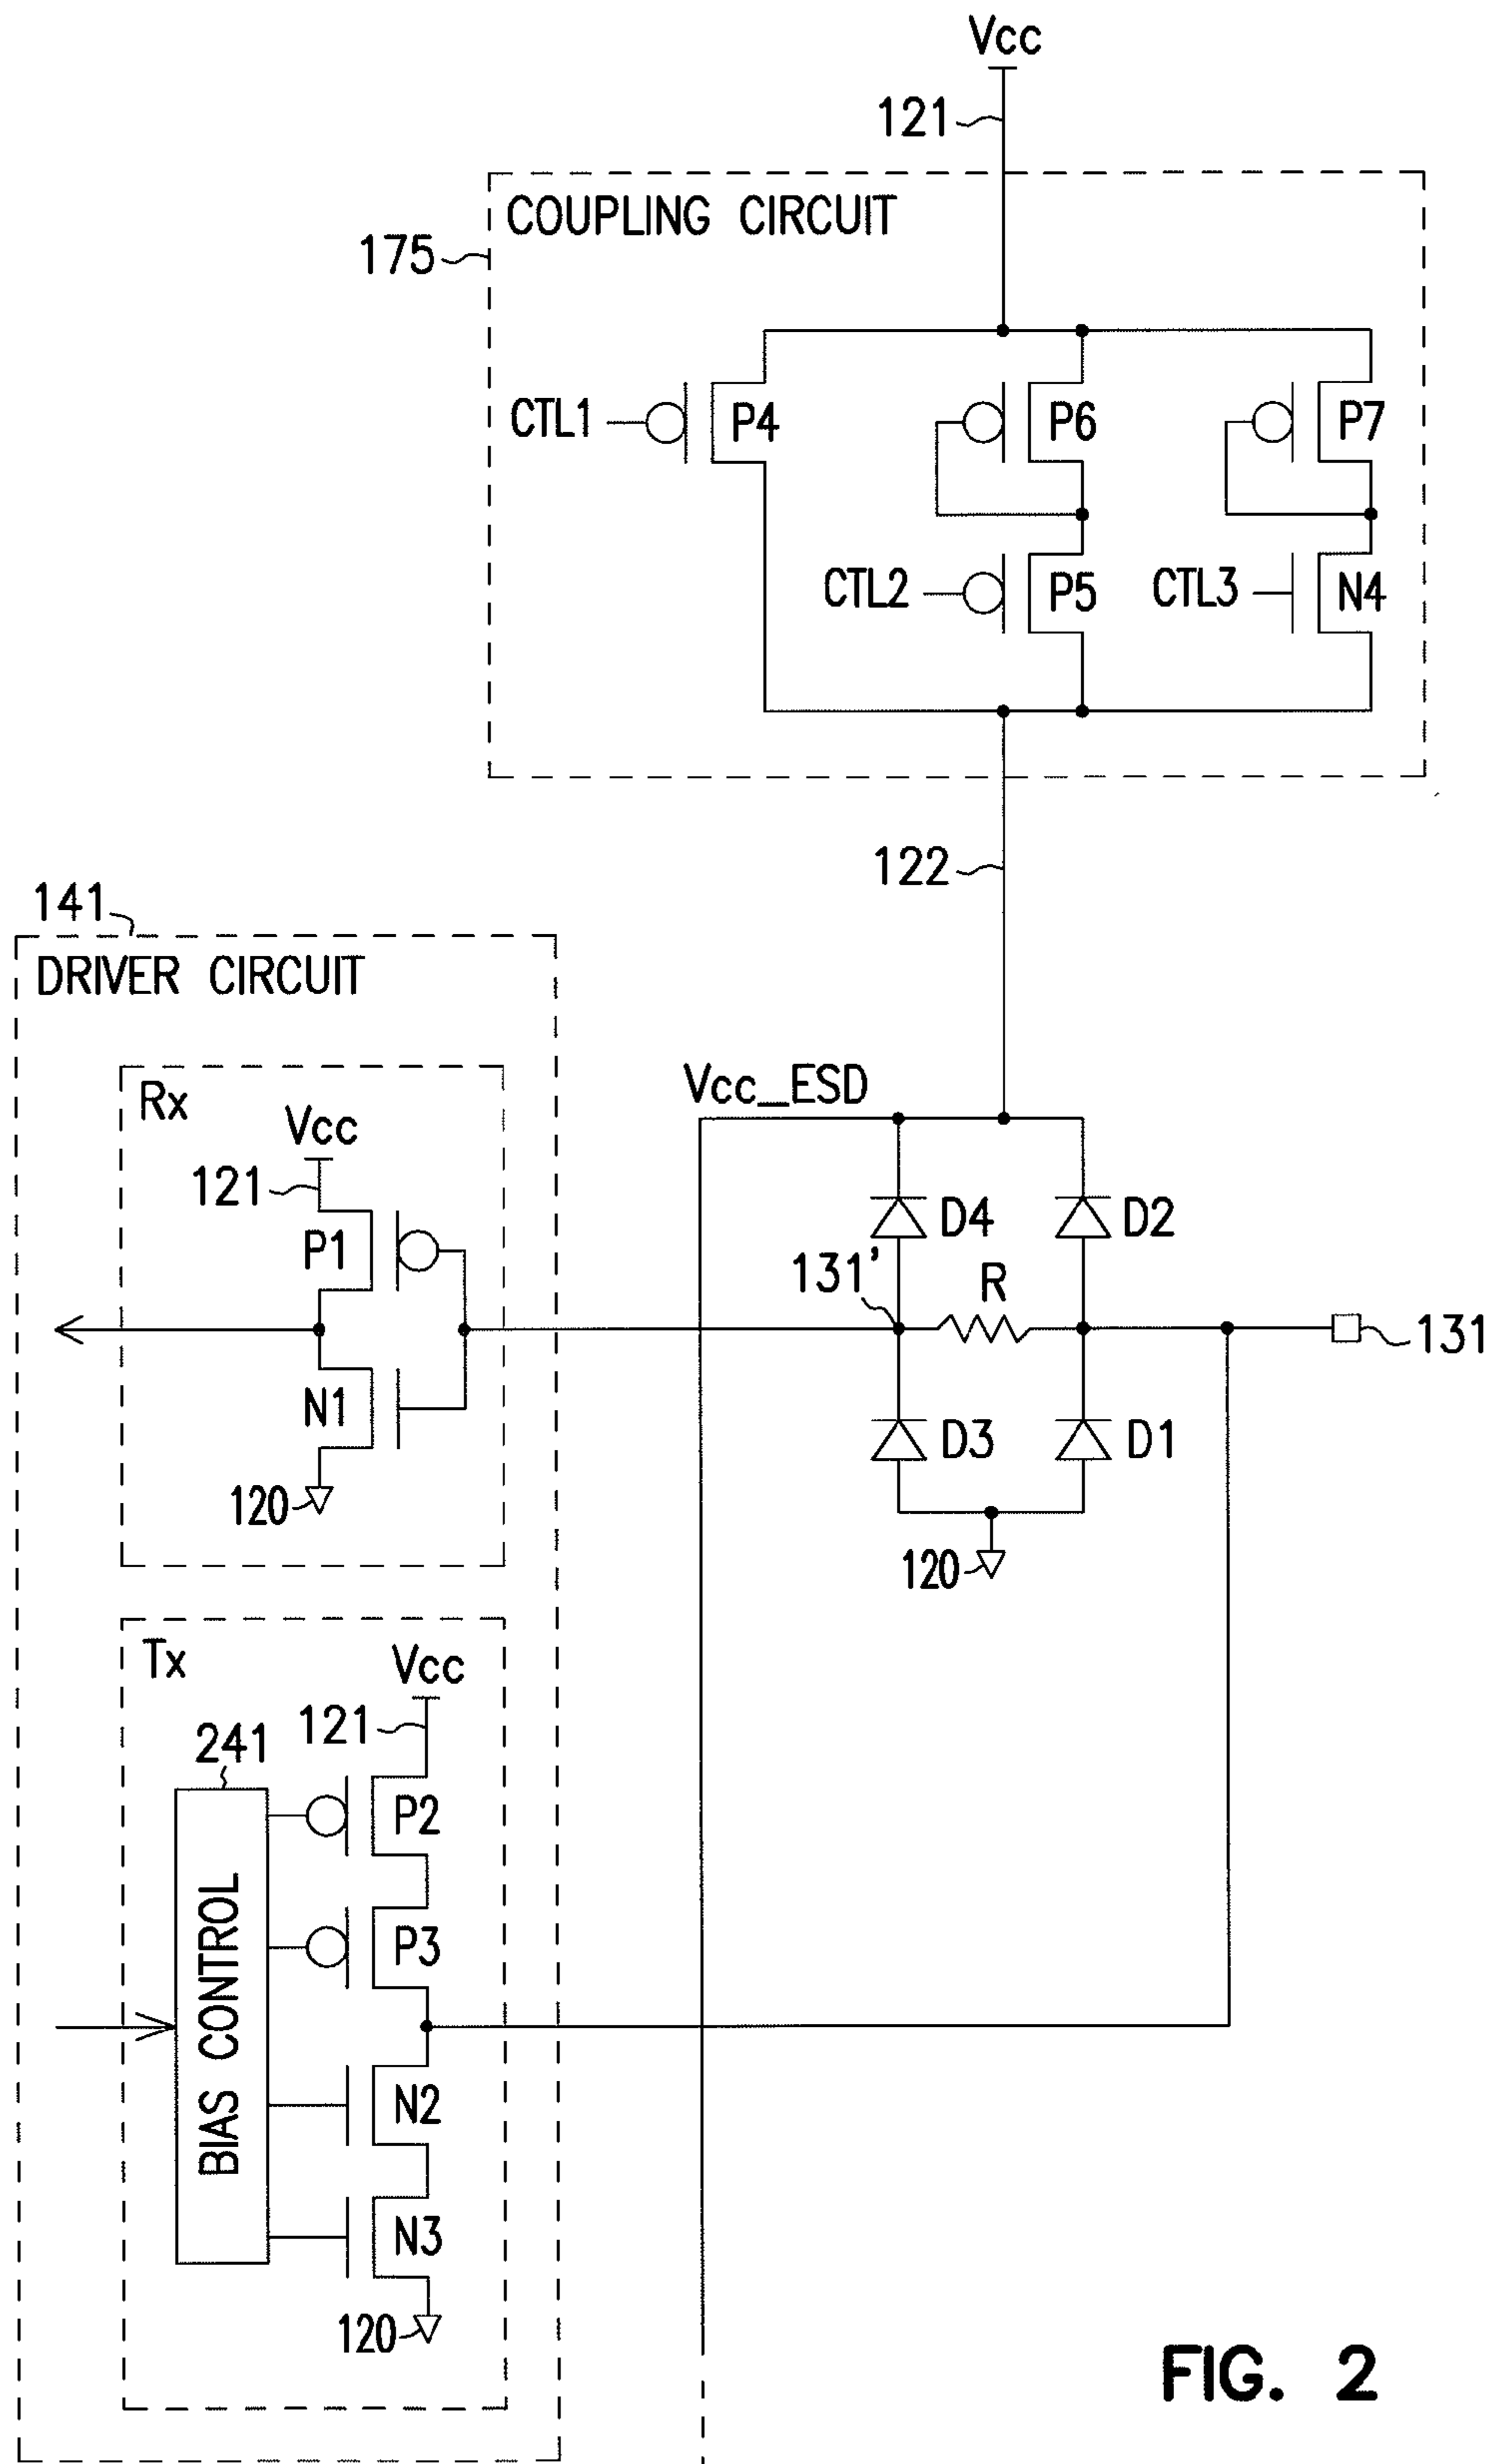 Vcc
121
COUPLING CIRCUIT
175
CTL1
P4
P6
P7
CTL2
P5
CTL3
N4
122
141
DRIVER CIRCUIT
Rx
Vcc
121
P1
N1
120
Vcc_ESD
D4
D2
131'
R
131
D3
D1
120
Tx
Vcc
121
241
BIAS CONTROL
P2
P3
N2
N3
120
FIG. 2